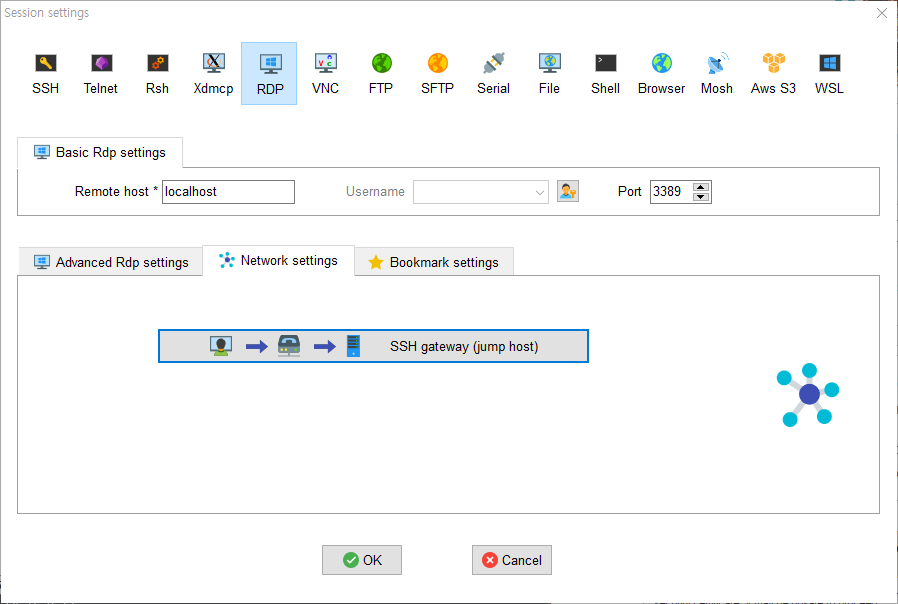 Session settings
SSH Telnet Rsh Xdmcp RDP VNC FTP SFTP Serial File Shell Browser Mosh Aws S3 WSL
Basic Rdp settings
Remote host * localhost Username Port 3389
Advanced Rdp settings Network settings Bookmark settings
SSH gateway (jump host)
OK Cancel